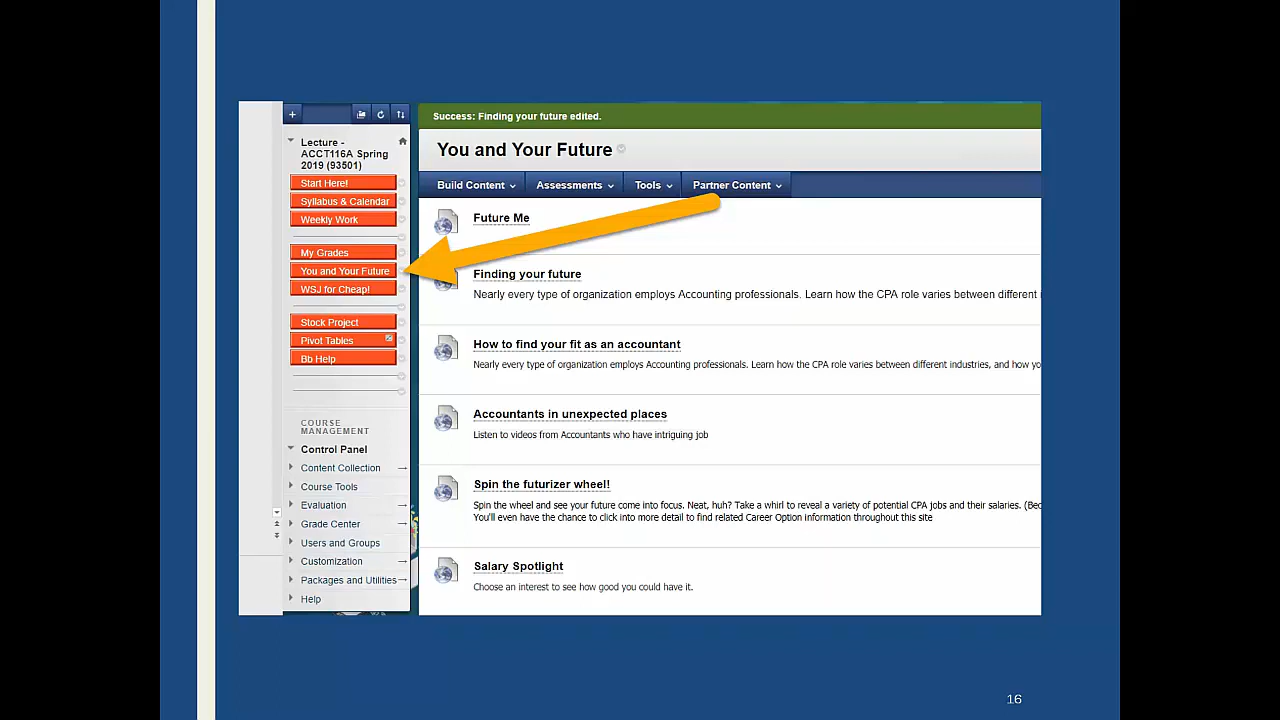 Lecture -
ACCT116A Spring
2019 (93501)
Start Here!
Syllabus & Calendar
Weekly Work
My Grades
You and Your Future
WSJ for Cheap!
Stock Project
Pivot Tables
Bb Help
COURSE
MANAGEMENT
Control Panel
Content Collection
Course Tools
Evaluation
Grade Center
Users and Groups
Customization
Packages and Utilities
Help
Success: Finding your future edited.
You and Your Future
Build Content
Assessments
Tools
Partner Content
Future Me
Finding your future
Nearly every type of organization employs Accounting professionals. Learn how the CPA role varies between different
How to find your fit as an accountant
Nearly every type of organization employs Accounting professionals. Learn how the CPA role varies between different industries, and how yo
Accountants in unexpected places
Listen to videos from Accountants who have intriguing job
Spin the futurizer wheel!
Spin the wheel and see your future come into focus. Neat, huh? Take a whirl to reveal a variety of potential CPA jobs and their salaries. (Bec
You'll even have the chance to click into more detail to find related Career Option information throughout this site
Salary Spotlight
Choose an interest to see how good you could have it.
16